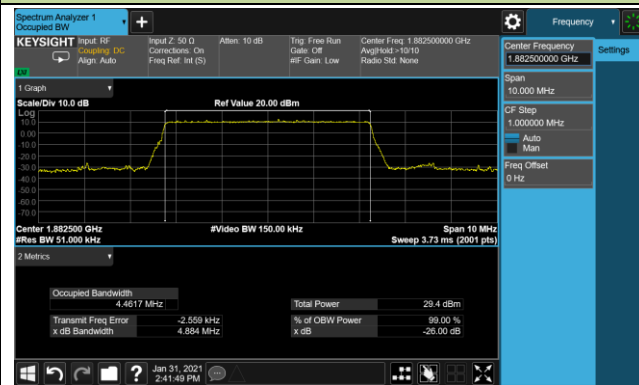 Spectrum Analyzer 1
Occupied BW
Frequency
KEYSIGHT
Input: RF
Coupling: DC
Align: Auto
Input Z: 50 Ω
Corrections: On
Freq Ref: Int (S)
Atten: 10 dB
Trig: Free Run
Gate: Off
#IF Gain: Low
Center Freq: 1.882500000 GHz
Avg|Hold:>10/10
Radio Std: None
Center Frequency
1.882500000 GHz
Settings
Span
10.000 MHz
CF Step
1.000000 MHz
Auto
Man
Freq Offset
0 Hz
1 Graph
Scale/Div 10.0 dB
Ref Value 20.00 dBm
Log
10.0
0.00
-10.0
-20.0
-30.0
-40.0
-50.0
-60.0
-70.0
Center 1.882500 GHz
#Video BW 150.00 kHz
Span 10 MHz
#Res BW 51.000 kHz
Sweep 3.73 ms (2001 pts)
2 Metrics
Occupied Bandwidth
4.4617 MHz
Total Power
29.4 dBm
Transmit Freq Error
-2.559 kHz
% of OBW Power
99.00 %
x dB Bandwidth
4.884 MHz
x dB
-26.00 dB
Jan 31, 2021
2:41:49 PM